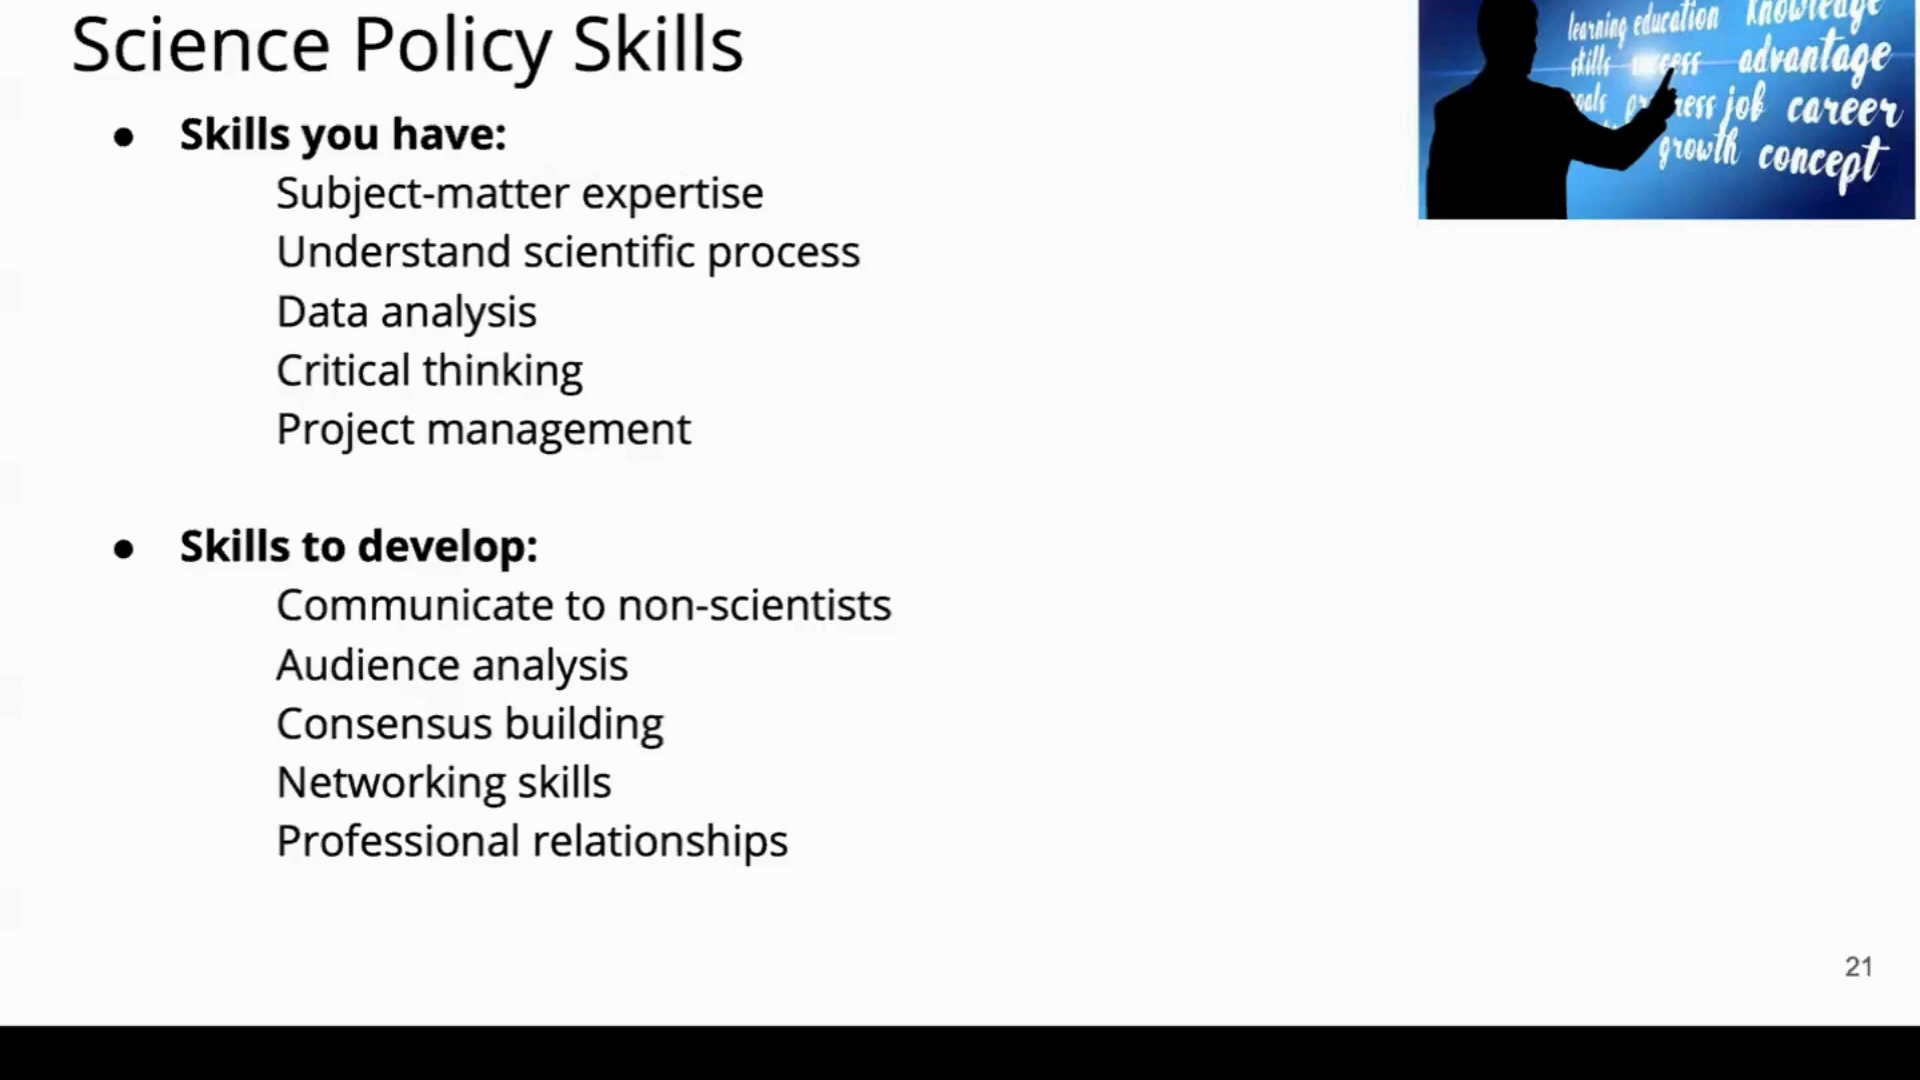 Science Policy Skills
● Skills you have:
Subject-matter expertise
Understand scientific process
Data analysis
Critical thinking
Project management
● Skills to develop:
Communicate to non-scientists
Audience analysis
Consensus building
Networking skills
Professional relationships
learning education knowledge
skills success advantage
job career
growth concept
21